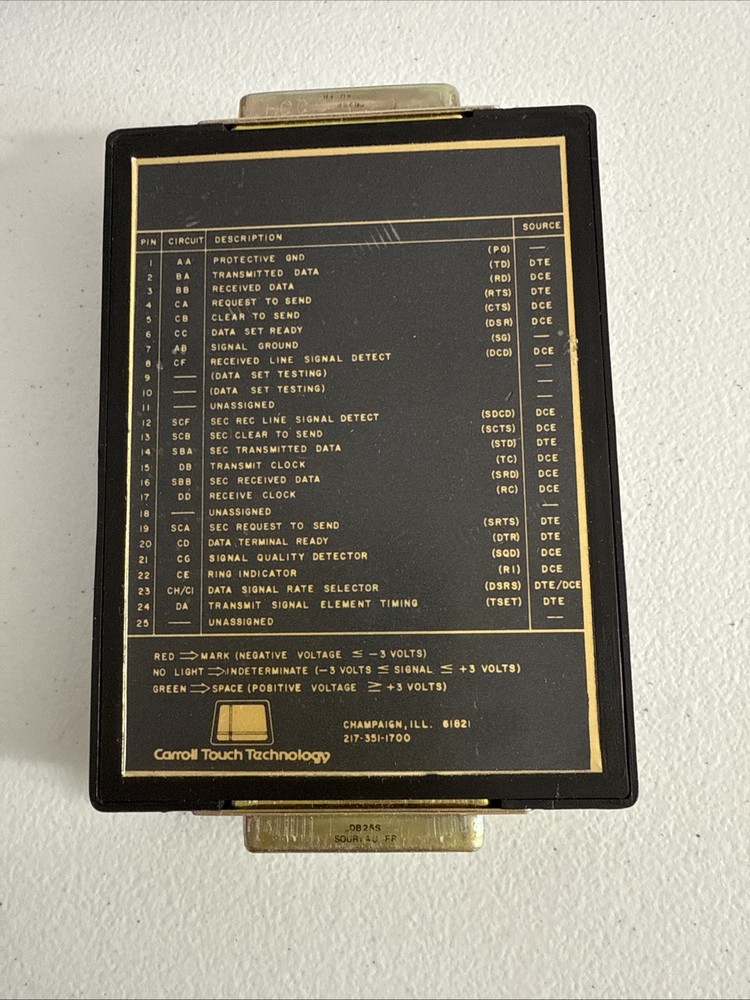 PIN CIRCUIT DESCRIPTION SOURCE
1 AA PROTECTIVE GND (PG) —
2 BA TRANSMITTED DATA (TD) DTE
3 BB RECEIVED DATA (RD) DCE
4 CA REQUEST TO SEND (RTS) DTE
5 CB CLEAR TO SEND (CTS) DCE
6 CC DATA SET READY (DSR) DCE
7 AB SIGNAL GROUND (SG) —
8 CF RECEIVED LINE SIGNAL DETECT (DCD) DCE
9 — (DATA SET TESTING) —
10 — (DATA SET TESTING) —
11 — UNASSIGNED —
12 SCF SEC REC LINE SIGNAL DETECT (SDCD) DCE
13 SCB SEC CLEAR TO SEND (SCTS) DCE
14 SBA SEC TRANSMITTED DATA (STD) DTE
15 DB TRANSMIT CLOCK (TC) DCE
16 SBB SEC RECEIVED DATA (SRD) DCE
17 DD RECEIVE CLOCK (RC) DCE
18 — UNASSIGNED —
19 SCA SEC REQUEST TO SEND (SRTS) DTE
20 CD DATA TERMINAL READY (DTR) DTE
21 CG SIGNAL QUALITY DETECTOR (SQD) DCE
22 CE RING INDICATOR (RI) DCE
23 CH/CI DATA SIGNAL RATE SELECTOR (DSRS) DTE/DCE
24 DA TRANSMIT SIGNAL ELEMENT TIMING (TSET) DTE
25 — UNASSIGNED —
RED ⇒ MARK (NEGATIVE VOLTAGE ≤ −3 VOLTS)
NO LIGHT ⇒ INDETERMINATE (−3 VOLTS ≤ SIGNAL ≤ +3 VOLTS)
GREEN ⇒ SPACE (POSITIVE VOLTAGE ≥ +3 VOLTS)
CHAMPAIGN, ILL. 61821
217-351-1700
Carroll Touch Technology
DB25S